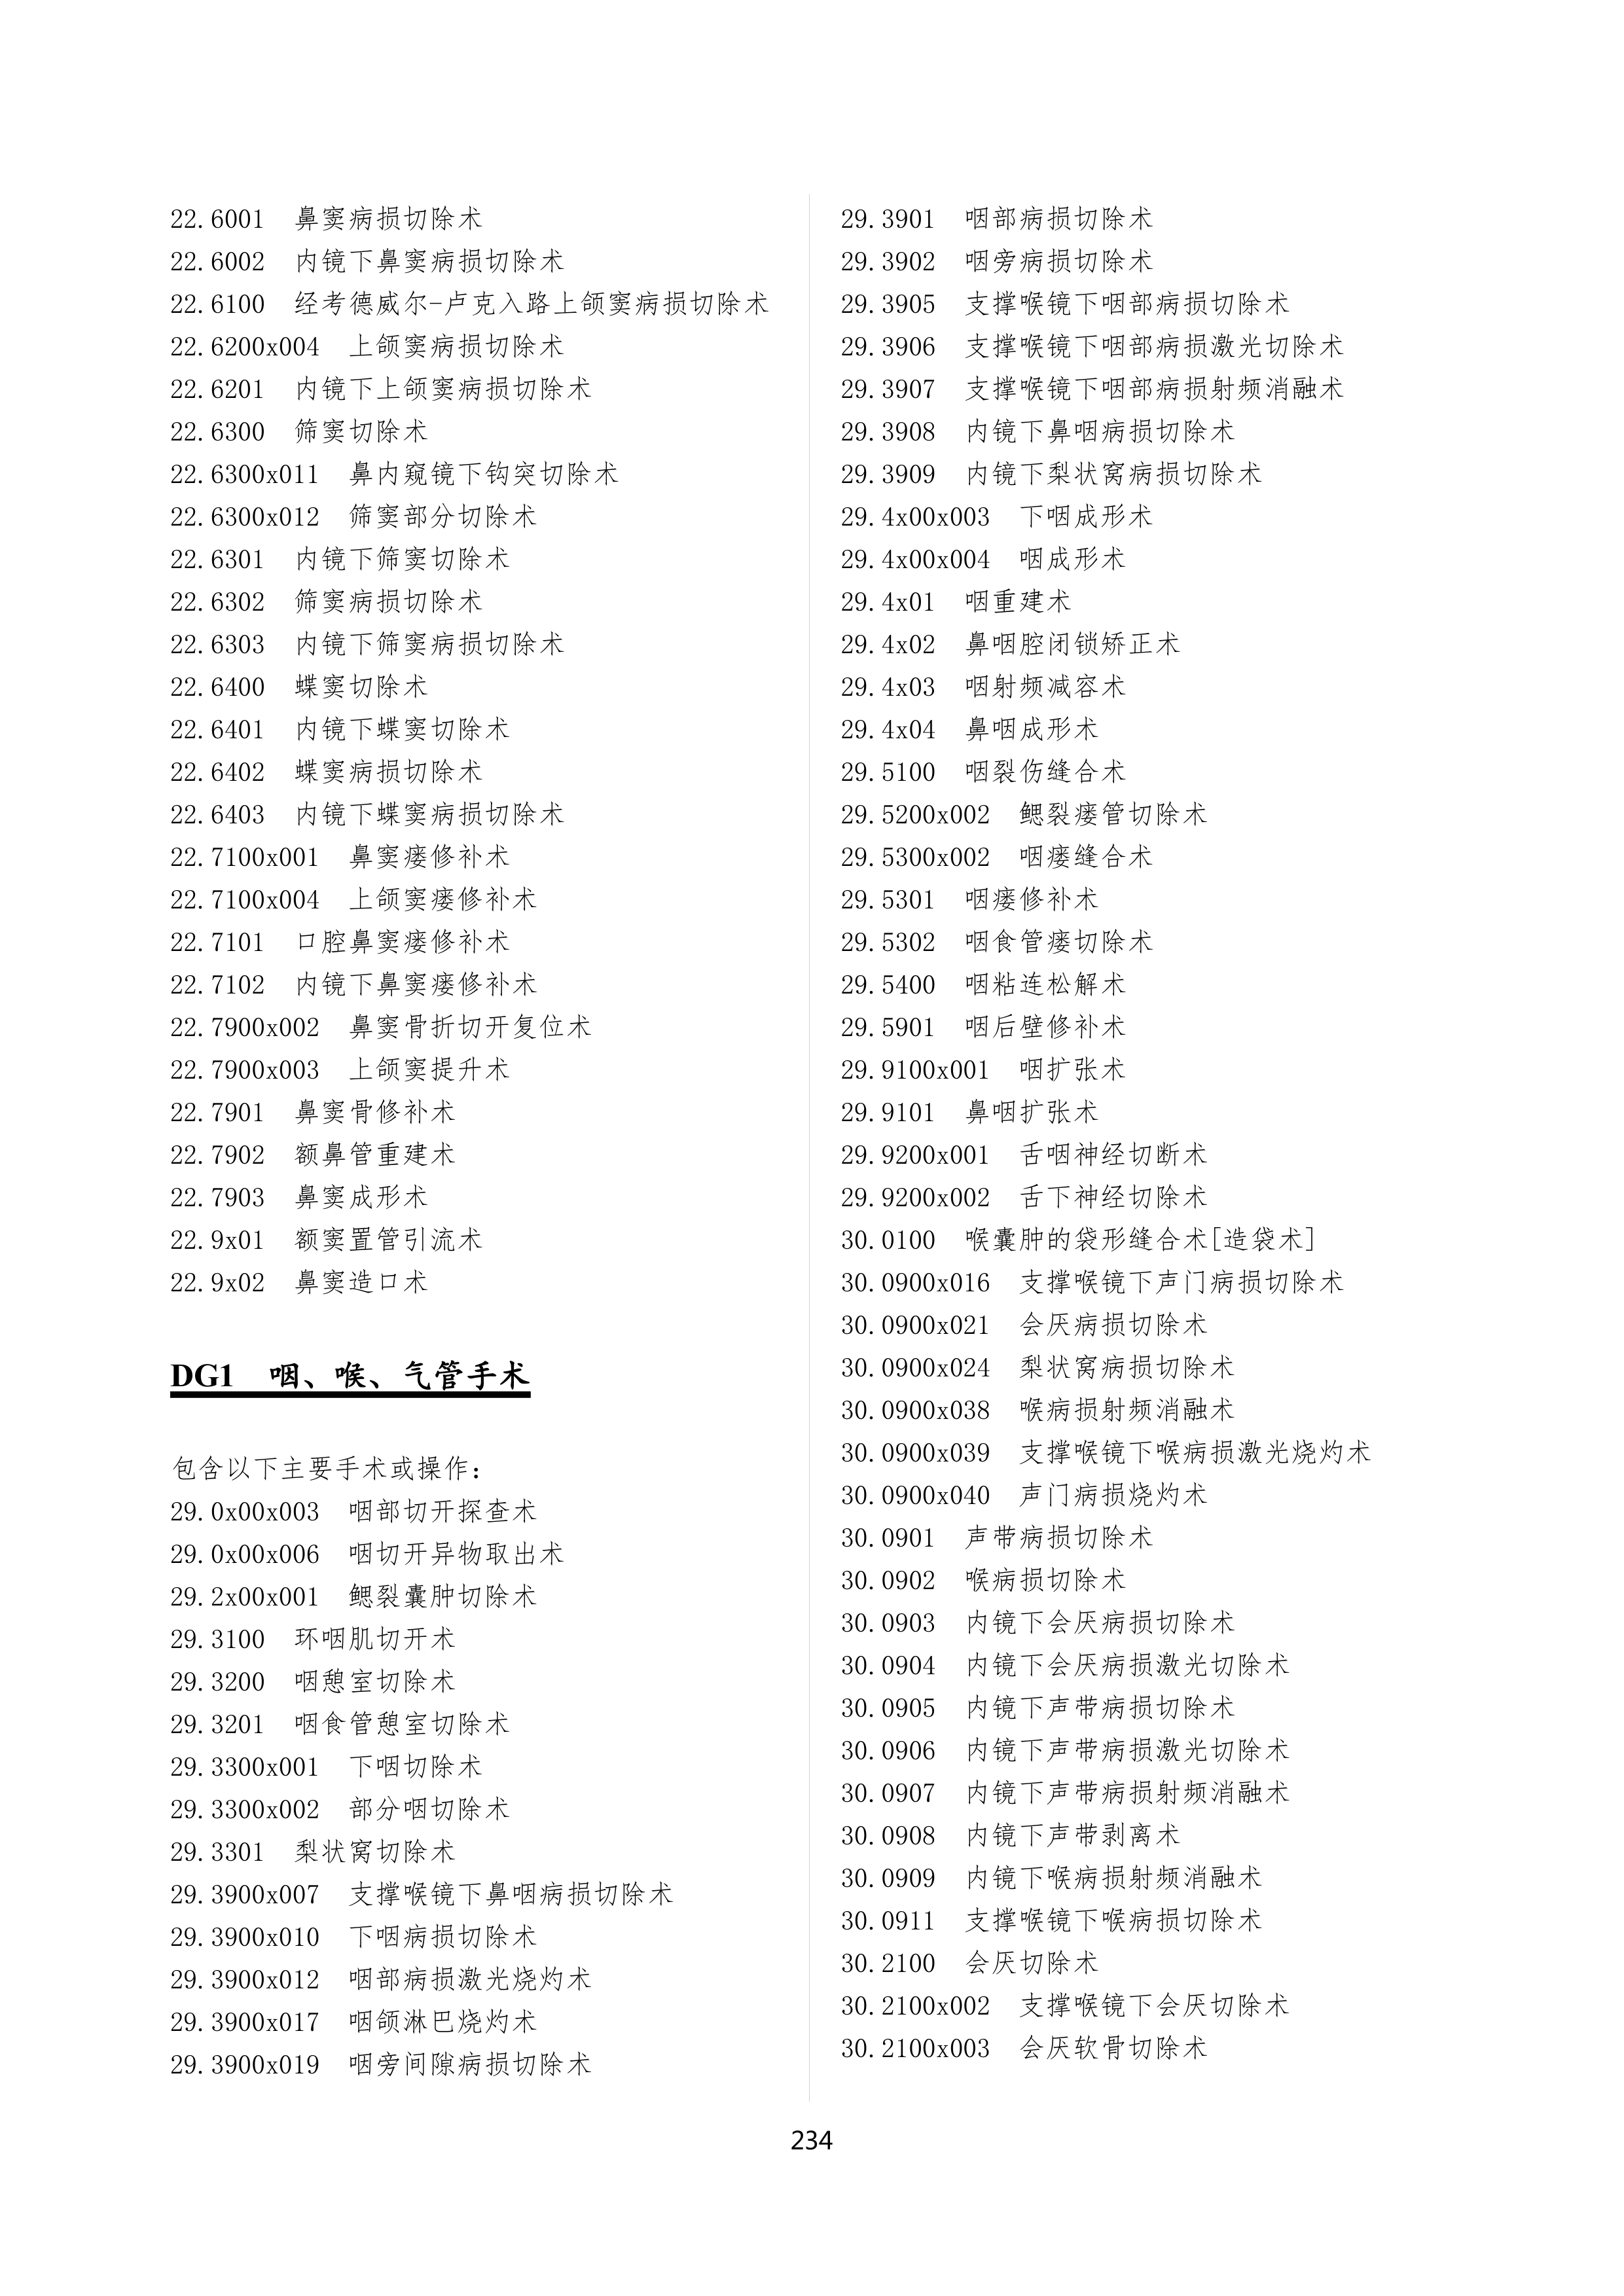 22.6001 鼻窦病损切除术
22.6002 内镜下鼻窦病损切除术
22.6100 经考德威尔-卢克入路上颌窦病损切除术
22.6200x004 上颌窦病损切除术
22.6201 内镜下上颌窦病损切除术
22.6300 筛窦切除术
22.6300x011 鼻内窥镜下钩突切除术
22.6300x012 筛窦部分切除术
22.6301 内镜下筛窦切除术
22.6302 筛窦病损切除术
22.6303 内镜下筛窦病损切除术
22.6400 蝶窦切除术
22.6401 内镜下蝶窦切除术
22.6402 蝶窦病损切除术
22.6403 内镜下蝶窦病损切除术
22.7100x001 鼻窦瘘修补术
22.7100x004 上颌窦瘘修补术
22.7101 口腔鼻窦瘘修补术
22.7102 内镜下鼻窦瘘修补术
22.7900x002 鼻窦骨折切开复位术
22.7900x003 上颌窦提升术
22.7901 鼻窦骨修补术
22.7902 额鼻管重建术
22.7903 鼻窦成形术
22.9x01 额窦置管引流术
22.9x02 鼻窦造口术
DG1 咽、喉、气管手术
包含以下主要手术或操作:
29.0x00x003 咽部切开探查术
29.0x00x006 咽切开异物取出术
29.2x00x001 鳃裂囊肿切除术
29.3100 环咽肌切开术
29.3200 咽憩室切除术
29.3201 咽食管憩室切除术
29.3300x001 下咽切除术
29.3300x002 部分咽切除术
29.3301 梨状窝切除术
29.3900x007 支撑喉镜下鼻咽病损切除术
29.3900x010 下咽病损切除术
29.3900x012 咽部病损激光烧灼术
29.3900x017 咽颌淋巴烧灼术
29.3900x019 咽旁间隙病损切除术
29.3901 咽部病损切除术
29.3902 咽旁病损切除术
29.3905 支撑喉镜下咽部病损切除术
29.3906 支撑喉镜下咽部病损激光切除术
29.3907 支撑喉镜下咽部病损射频消融术
29.3908 内镜下鼻咽病损切除术
29.3909 内镜下梨状窝病损切除术
29.4x00x003 下咽成形术
29.4x00x004 咽成形术
29.4x01 咽重建术
29.4x02 鼻咽腔闭锁矫正术
29.4x03 咽射频减容术
29.4x04 鼻咽成形术
29.5100 咽裂伤缝合术
29.5200x002 鳃裂瘘管切除术
29.5300x002 咽瘘缝合术
29.5301 咽瘘修补术
29.5302 咽食管瘘切除术
29.5400 咽粘连松解术
29.5901 咽后壁修补术
29.9100x001 咽扩张术
29.9101 鼻咽扩张术
29.9200x001 舌咽神经切断术
29.9200x002 舌下神经切除术
30.0100 喉囊肿的袋形缝合术[造袋术]
30.0900x016 支撑喉镜下声门病损切除术
30.0900x021 会厌病损切除术
30.0900x024 梨状窝病损切除术
30.0900x038 喉病损射频消融术
30.0900x039 支撑喉镜下喉病损激光烧灼术
30.0900x040 声门病损烧灼术
30.0901 声带病损切除术
30.0902 喉病损切除术
30.0903 内镜下会厌病损切除术
30.0904 内镜下会厌病损激光切除术
30.0905 内镜下声带病损切除术
30.0906 内镜下声带病损激光切除术
30.0907 内镜下声带病损射频消融术
30.0908 内镜下声带剥离术
30.0909 内镜下喉病损射频消融术
30.0911 支撑喉镜下喉病损切除术
30.2100 会厌切除术
30.2100x002 支撑喉镜下会厌切除术
30.2100x003 会厌软骨切除术
234